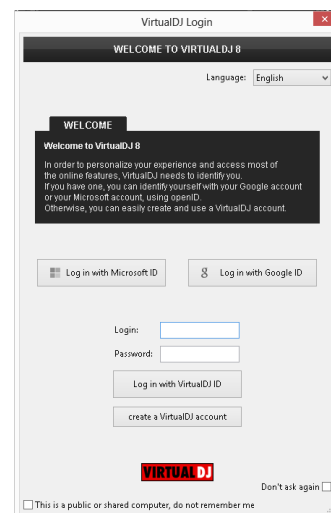 VirtualDJ Login
WELCOME TO VIRTUALDJ 8
Language: English
WELCOME
Welcome to VirtualDJ 8
In order to personalize your experience and access most of
the online features, VirtualDJ needs to identify you.
If you have one, you can identify yourself with your Google account
or your Microsoft account, using openID.
Otherwise, you can easily create and use a VirtualDJ account.
Log in with Microsoft ID
g Log in with Google ID
Login:
Password:
Log in with VirtualDJ ID
create a VirtualDJ account
VIRTUAL DJ
Don't ask again
This is a public or shared computer, do not remember me